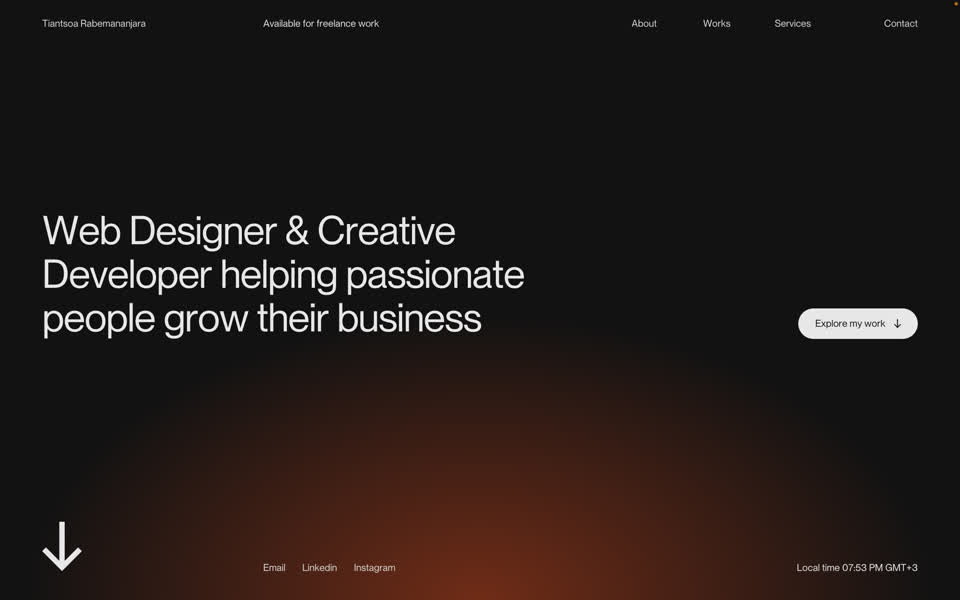 Tiantsoa Rabemananjara
Available for freelance work
About
Works
Services
Contact
Web Designer & Creative
Developer helping passionate
people grow their business
Explore my work
Email
Linkedin
Instagram
Local time 07:53 PM GMT+3